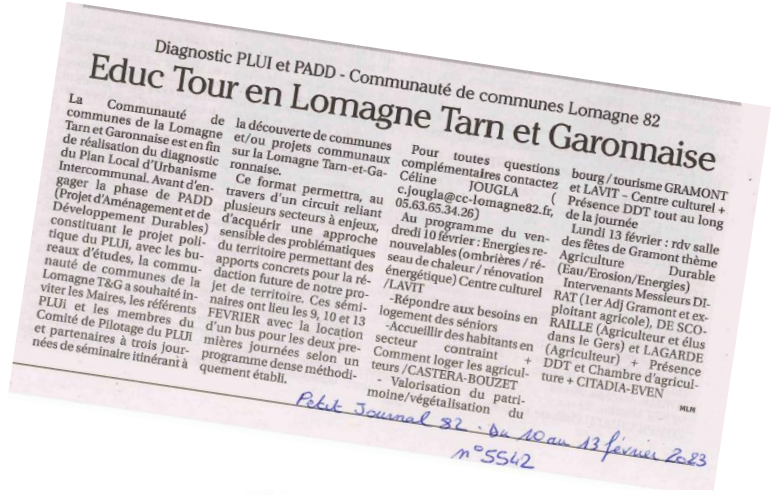 Diagnostic PLUI et PADD - Communauté de communes Lomagne 82
Educ Tour en Lomagne Tarn et Garonnaise
La Communauté de
communes de la Lomagne
Tarn et Garonnaise est en fin
de réalisation du diagnostic
du Plan Local d'Urbanisme
Intercommunal. Avant d'en-
gager la phase de PADD
(Projet d'Aménagement et de
Développement Durables)
constituant le projet poli-
tique du PLUi, avec les bu-
reaux d'études, la commu-
nauté de communes de la
Lomagne T&G a souhaité in-
viter les Maires, les référents
PLUi et les membres du
Comité de Pilotage du PLUi
et partenaires à trois jour-
nées de séminaire itinérant à
la découverte de communes
et/ou projets communaux
sur la Lomagne Tarn-et-Ga-
ronnaise.
Ce format permettra, au
travers d'un circuit reliant
plusieurs secteurs à enjeux,
d'acquérir une approche
sensible des problématiques
du territoire permettant des
apports concrets pour la ré-
daction future de notre pro-
jet de territoire. Ces sémi-
naires ont lieu les 9, 10 et 13
FEVRIER avec la location
d'un bus pour les deux pre-
mières journées selon un
programme dense méthodi-
quement établi.
Pour toutes questions
complémentaires contactez
Céline JOUGLA (
c.jougla@cc-lomagne82.fr,
05.63.65.34.26)
Au programme du ven-
dredi 10 février : Energies re-
nouvelables (ombrières / ré-
seau de chaleur / rénovation
énergétique) Centre culturel
/LAVIT
-Répondre aux besoins en
logement des séniors
-Accueillir des habitants en
secteur contraint +
Comment loger les agricul-
teurs /CASTERA-BOUZET
- Valorisation du patri-
moine/végétalisation du
bourg / tourisme GRAMONT
et LAVIT – Centre culturel +
Présence DDT tout au long
de la journée
Lundi 13 février : rdv salle
des fêtes de Gramont thème
Agriculture Durable
(Eau/Erosion/Energies)
Intervenants Messieurs DI-
RAT (1er Adj Gramont et ex-
ploitant agricole), DE SCO-
RAILLE (Agriculteur et élus
dans le Gers) et LAGARDE
(Agriculteur) + Présence
DDT et Chambre d'agricul-
ture + CITADIA-EVEN
MLM
Petit Journal 82 - Du 10 au 13 février 2023
n°5542